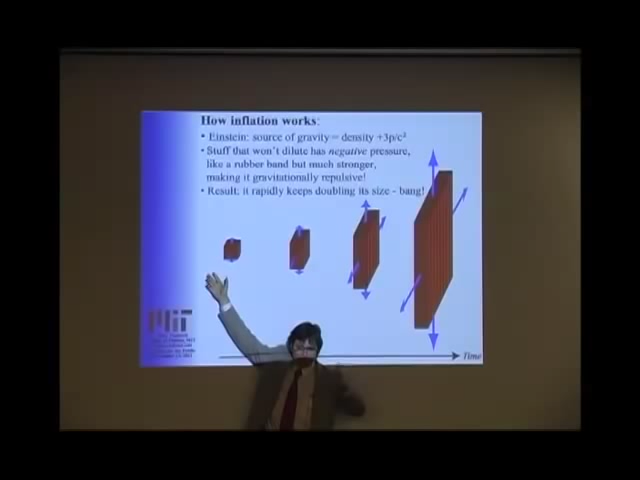 How inflation works:
• Einstein: source of gravity= density +3p/c²
• Stuff that won't dilute has negative pressure,
like a rubber band but much stronger,
making it gravitationally repulsive!
• Result: it rapidly keeps doubling its size - bang!
MIT
Time